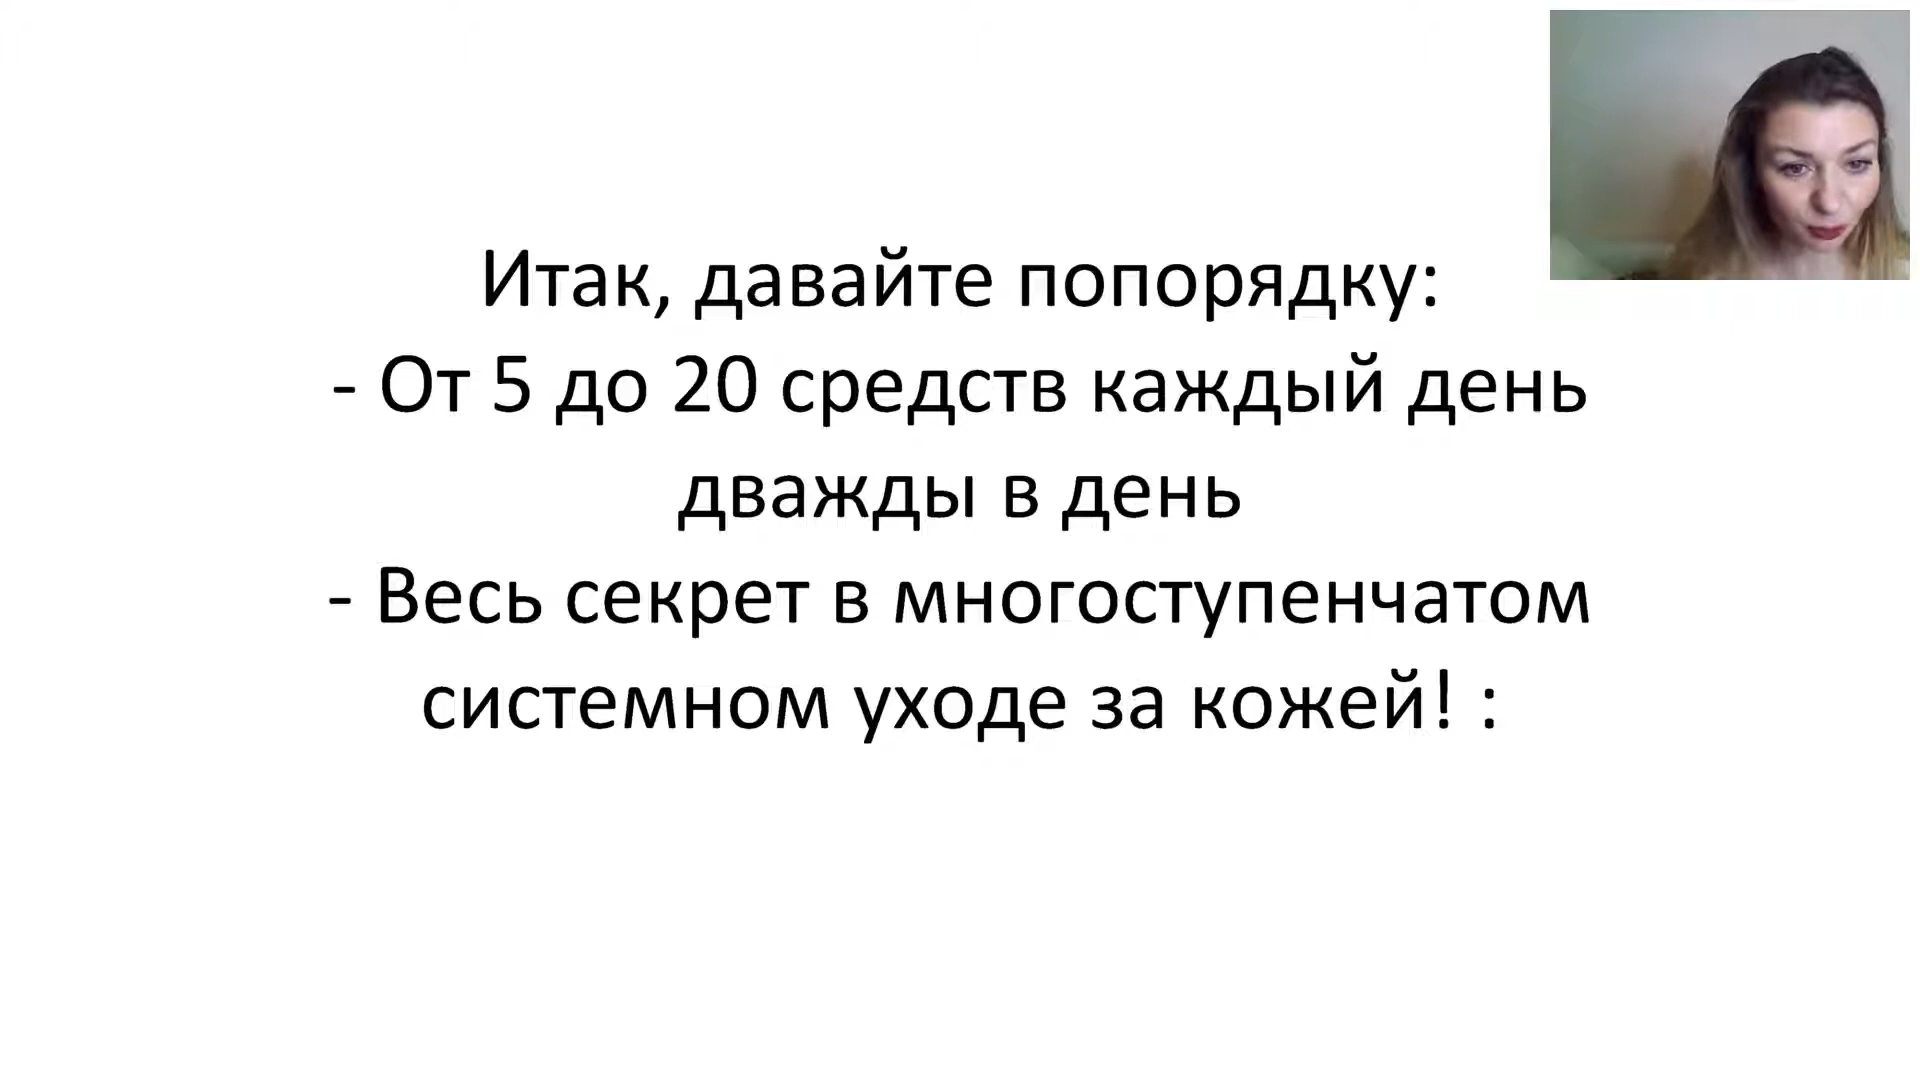 Итак, давайте попорядку:
- От 5 до 20 средств каждый день
дважды в день
- Весь секрет в многоступенчатом
системном уходе за кожей! :